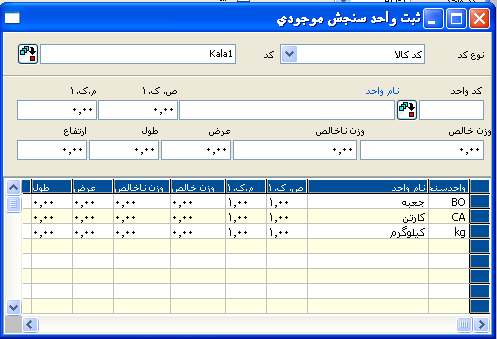 ثبت واحد سنجش موجودي
نوع کد کد کالا کد Kala1
کد واحد نام واحد ص.ک.۱ م.ک.۱
۰,۰۰ ۰,۰۰
وزن خالص وزن ناخالص عرض طول ارتفاع
۰,۰۰ ۰,۰۰ ۰,۰۰ ۰,۰۰ ۰,۰۰
واحدسنج نام واحد ص.ک.۱ م.ک.۱ وزن خالص وزن ناخالص عرض طول
BO جعبه ۱,۰۰ ۱,۰۰ ۰,۰۰ ۰,۰۰ ۰,۰۰ ۰,۰۰
CA کارتن ۱,۰۰ ۱,۰۰ ۰,۰۰ ۰,۰۰ ۰,۰۰ ۰,۰۰
kg کیلوگرم ۱,۰۰ ۱,۰۰ ۰,۰۰ ۰,۰۰ ۰,۰۰ ۰,۰۰